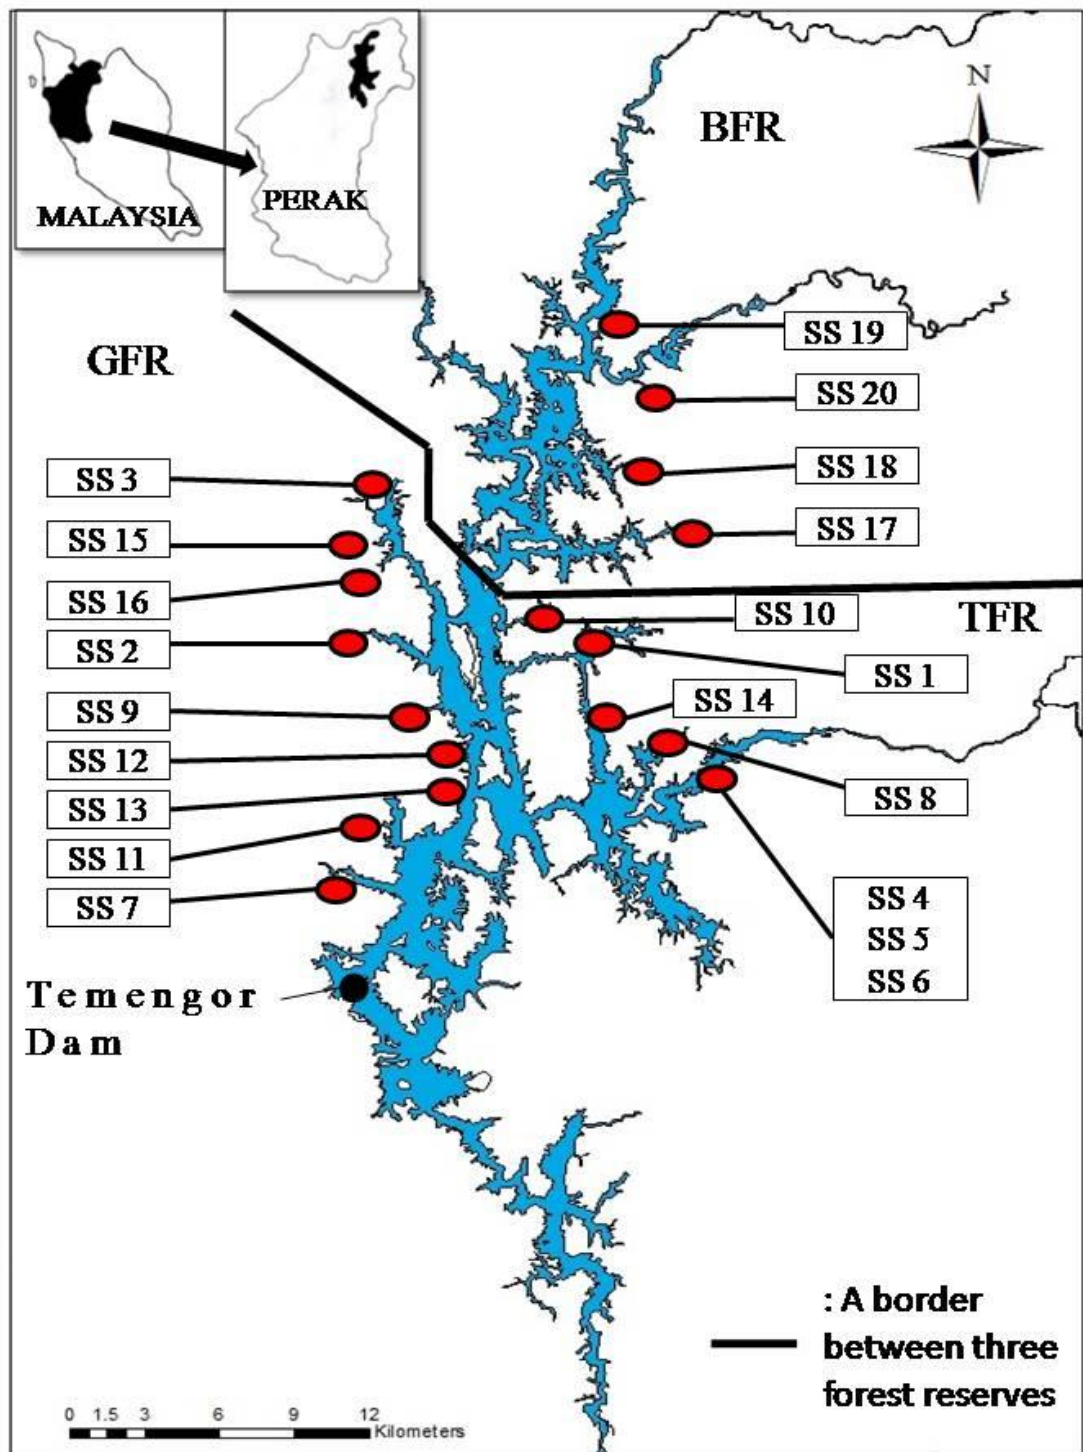 MALAYSIA
PERAK
BFR
N
GFR
SS 19
SS 20
SS 3
SS 18
SS 15
SS 17
SS 16
SS 10
TFR
SS 2
SS 1
SS 9
SS 14
SS 12
SS 8
SS 13
SS 11
SS 7
SS 4
SS 5
SS 6
Temengor
Dam
: A border
between three
forest reserves
0 1.5 3 6 9 12
Kilometers